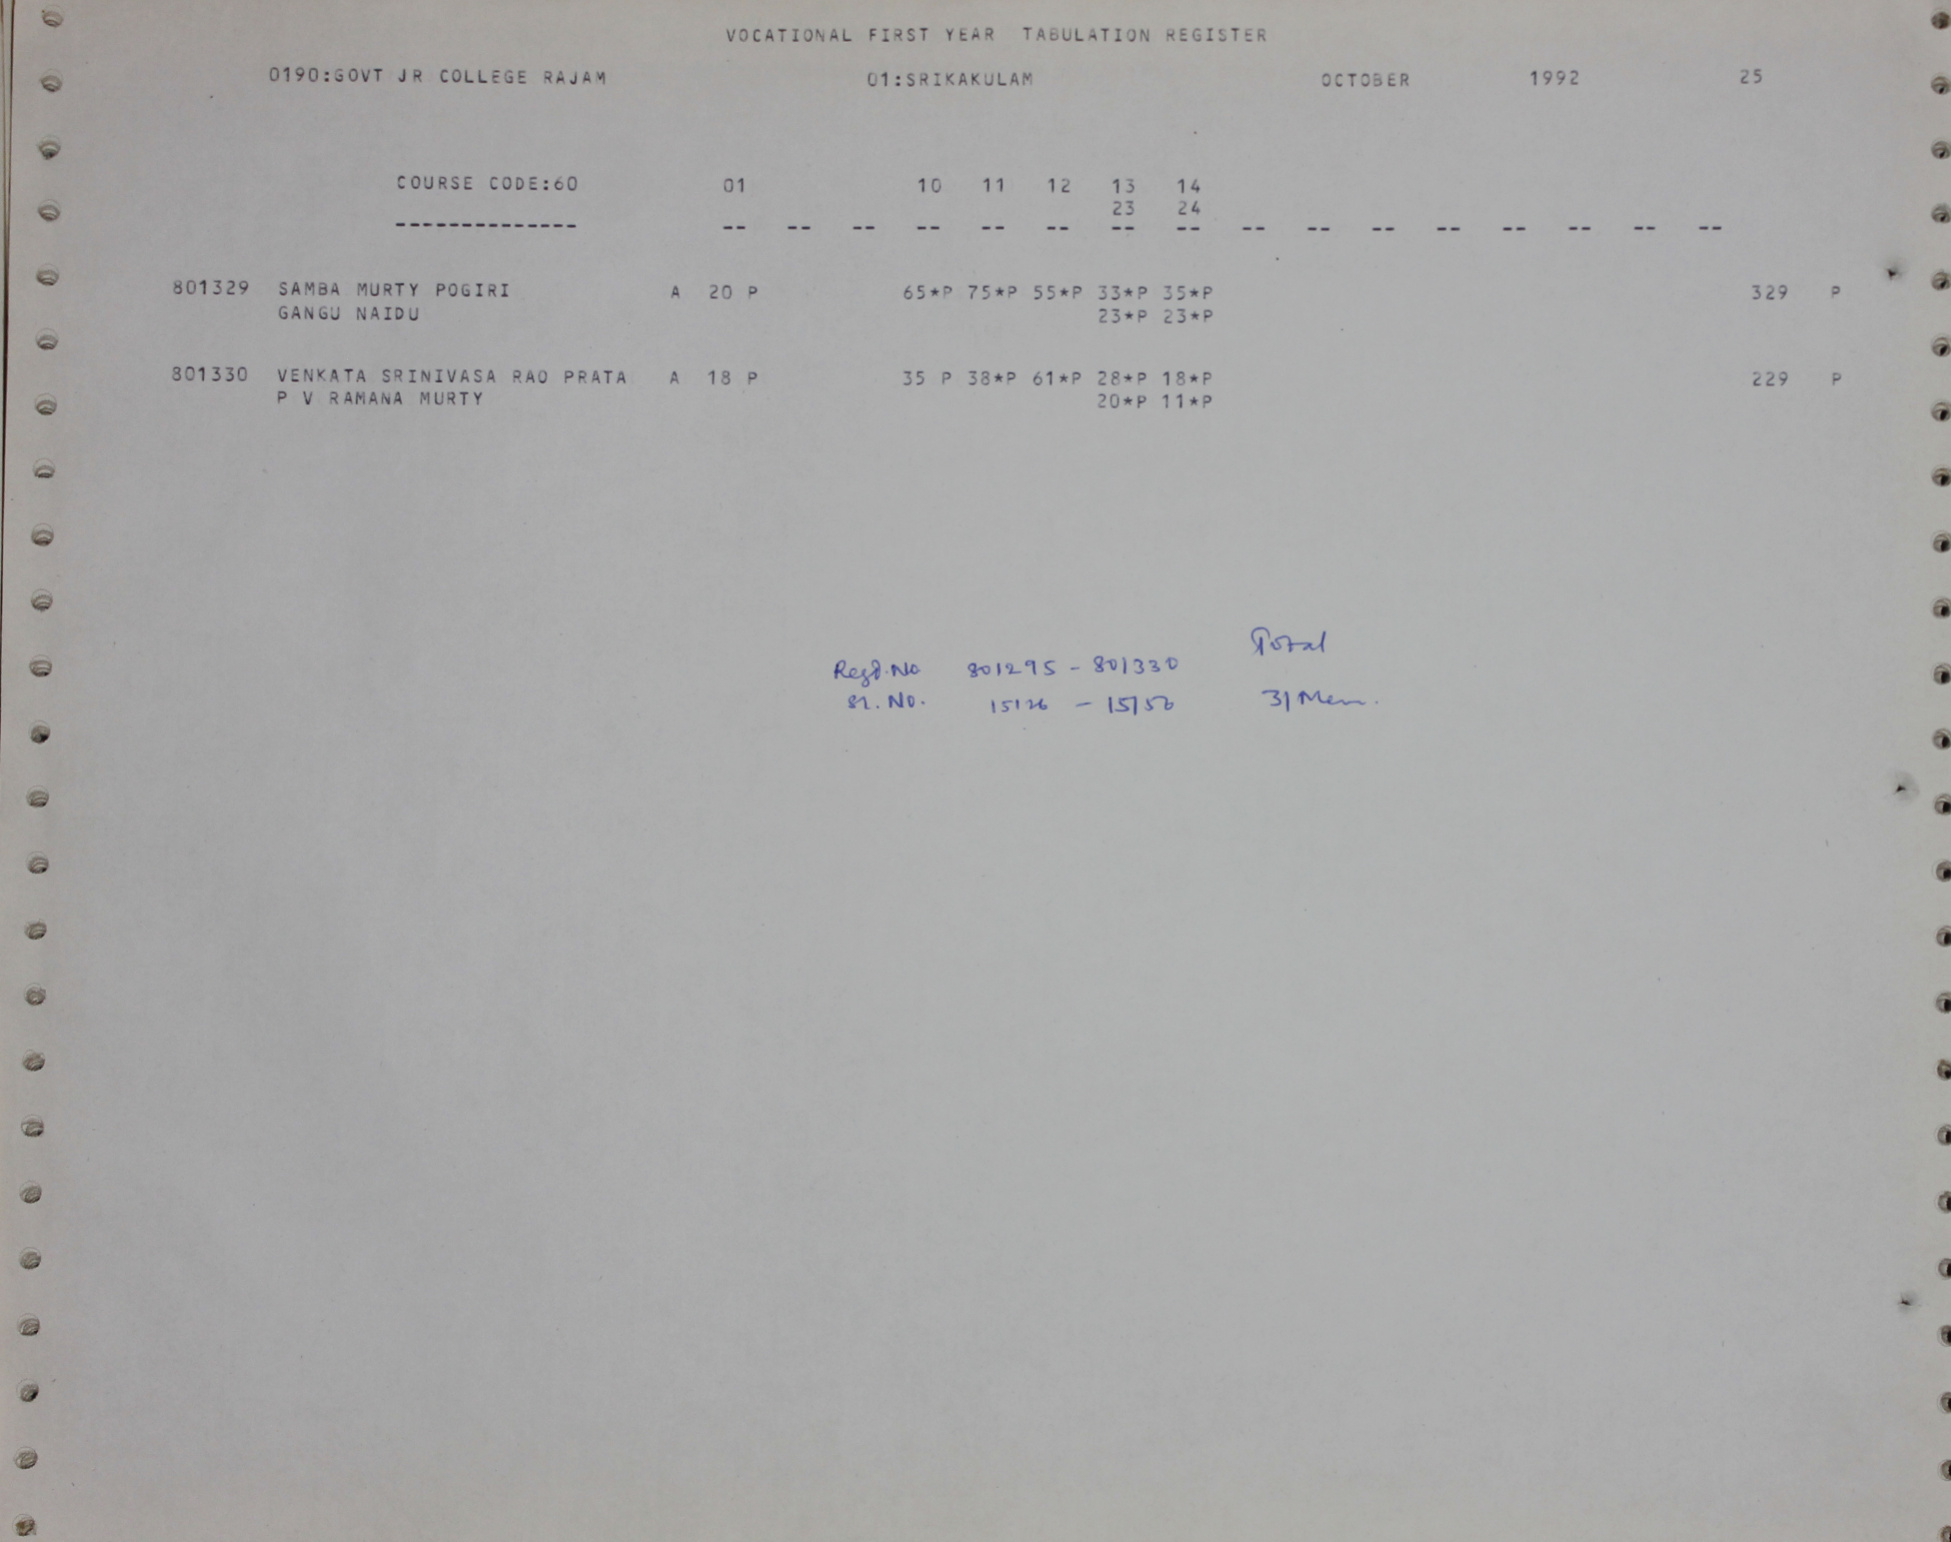 VOCATIONAL FIRST YEAR TABULATION REGISTER
0190:GOVT JR COLLEGE RAJAM 01:SRIKAKULAM OCTOBER 1992 25
COURSE CODE:60 01 10 11 12 13 14
23 24
-------------- -- -- -- -- -- -- -- -- -- -- -- -- -- -- -- --
801329 SAMBA MURTY POGIRI A 20 P 65*P 75*P 55*P 33*P 35*P 329 P
GANGU NAIDU 23*P 23*P
801330 VENKATA SRINIVASA RAO PRATA A 18 P 35 P 38*P 61*P 28*P 18*P 229 P
P V RAMANA MURTY 20*P 11*P
Total
Regd.No 801295 - 801330
Sl. No. 15126 - 15156 31 Mem.